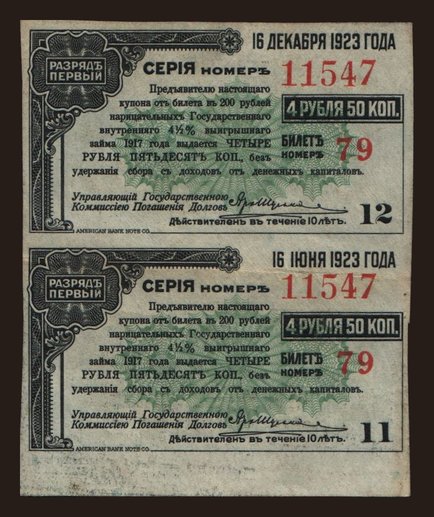 16 ДЕКАБРЯ 1923 ГОДА
РАЗРЯДЪ
ПЕРВЫЙ
СЕРІЯ НОМЕРЪ 11547
Предъявителю настоящаго
купона отъ билета въ 200 рублей
нарицательныхъ Государственнаго
внутренняго 4½% выигрышнаго
займа 1917 года выдается ЧЕТЫРЕ
РУБЛЯ ПЯТЬДЕСЯТЪ КОП., безъ
удержанія сбора съ доходовъ отъ денежныхъ капиталовъ.
4 РУБЛЯ 50 КОП.
БИЛЕТЪ
НОМЕРЪ 79
Управляющій Государственною
Коммиссіею Погашенія Долговъ
Дѣйствителенъ въ теченіе 10 лѣтъ.
12
AMERICAN BANK NOTE CO.
16 ІЮНЯ 1923 ГОДА
РАЗРЯДЪ
ПЕРВЫЙ
СЕРІЯ НОМЕРЪ 11547
Предъявителю настоящаго
купона отъ билета въ 200 рублей
нарицательныхъ Государственнаго
внутренняго 4½% выигрышнаго
займа 1917 года выдается ЧЕТЫРЕ
РУБЛЯ ПЯТЬДЕСЯТЪ КОП., безъ
удержанія сбора съ доходовъ отъ денежныхъ капиталовъ.
4 РУБЛЯ 50 КОП.
БИЛЕТЪ
НОМЕРЪ 79
Управляющій Государственною
Коммиссіею Погашенія Долговъ
Дѣйствителенъ въ теченіе 10 лѣтъ.
11
AMERICAN BANK NOTE CO.